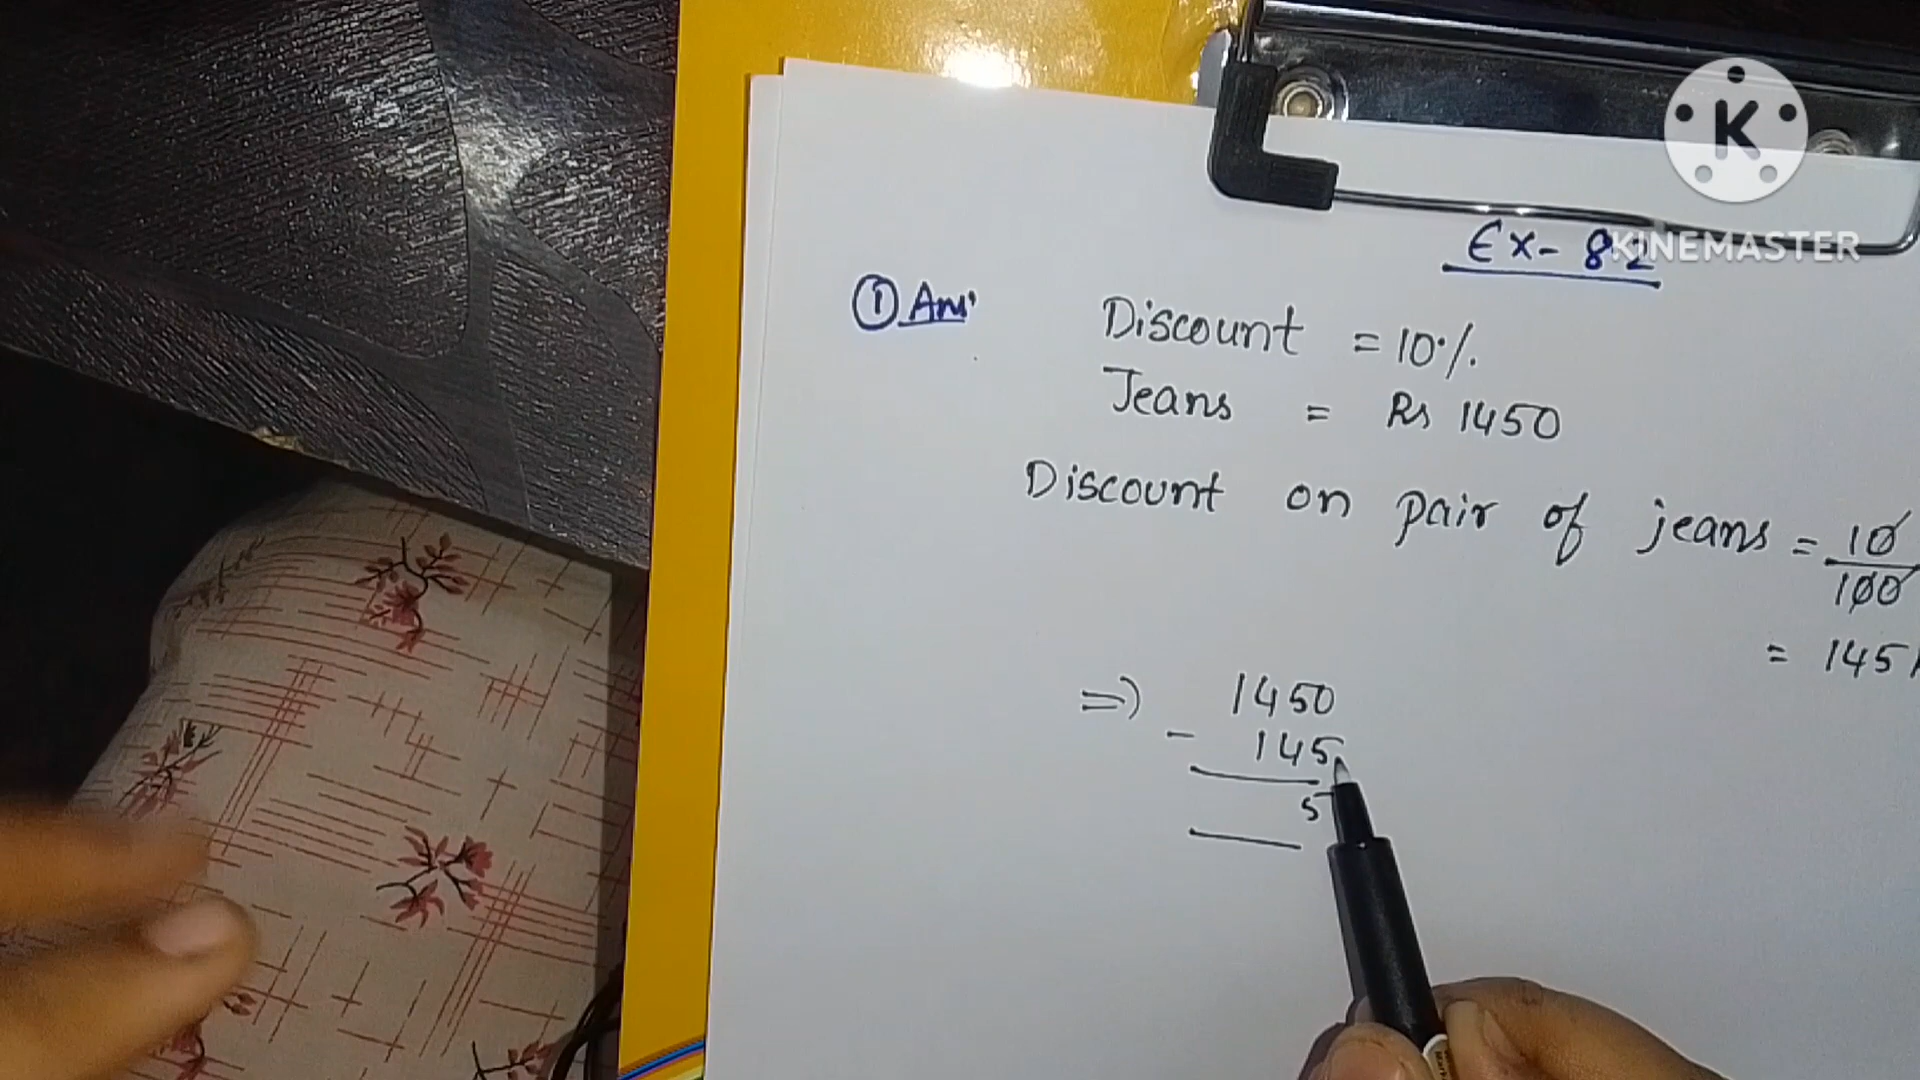 K
KINEMASTER
Ex- 8.2
① Ans'
Discount = 10%.
Jeans = Rs 1450
Discount on pair of jeans = 10/100
= 145
=> 1450
- 145
5